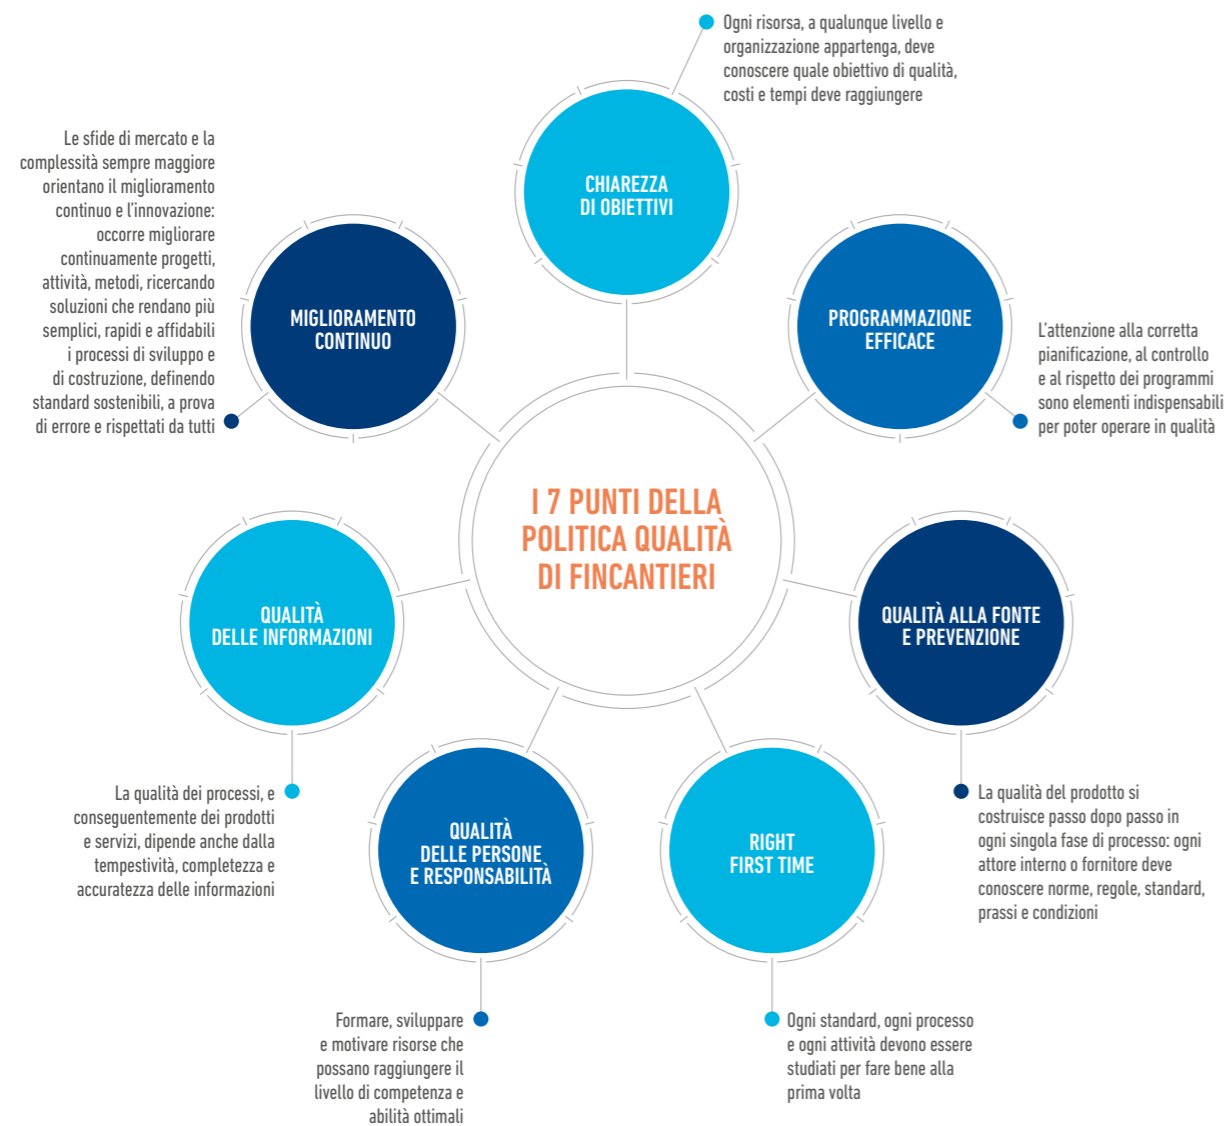 Ogni risorsa, a qualunque livello e
organizzazione appartenga, deve
conoscere quale obiettivo di qualità,
costi e tempi deve raggiungere
CHIAREZZA
DI OBIETTIVI
PROGRAMMAZIONE
EFFICACE
L'attenzione alla corretta
pianificazione, al controllo
e al rispetto dei programmi
sono elementi indispensabili
per poter operare in qualità
QUALITÀ ALLA FONTE
E PREVENZIONE
La qualità del prodotto si
costruisce passo dopo passo in
ogni singola fase di processo: ogni
attore interno o fornitore deve
conoscere norme, regole, standard,
prassi e condizioni
RIGHT
FIRST TIME
Ogni standard, ogni processo
e ogni attività devono essere
studiati per fare bene alla
prima volta
QUALITÀ
DELLE PERSONE
E RESPONSABILITÀ
Formare, sviluppare
e motivare risorse che
possano raggiungere il
livello di competenza e
abilità ottimali
QUALITÀ
DELLE INFORMAZIONI
La qualità dei processi, e
conseguentemente dei prodotti
e servizi, dipende anche dalla
tempestività, completezza e
accuratezza delle informazioni
MIGLIORAMENTO
CONTINUO
Le sfide di mercato e la
complessità sempre maggiore
orientano il miglioramento
continuo e l'innovazione:
occorre migliorare
continuamente progetti,
attività, metodi, ricercando
soluzioni che rendano più
semplici, rapidi e affidabili
i processi di sviluppo e
di costruzione, definendo
standard sostenibili, a prova
di errore e rispettati da tutti
I 7 PUNTI DELLA
POLITICA QUALITÀ
DI FINCANTIERI